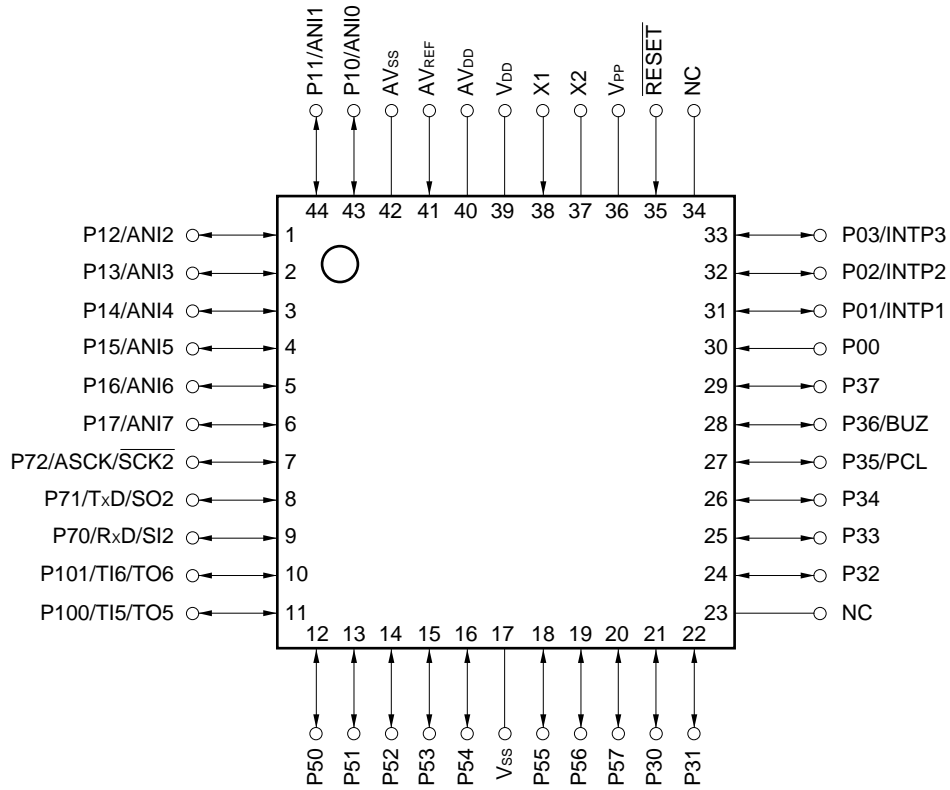 P11/ANI1
P10/ANI0
AVSS
AVREF
AVDD
VDD
X1
X2
VPP
RESET
NC
44 43 42 41 40 39 38 37 36 35 34
P12/ANI2 1
P13/ANI3 2
P14/ANI4 3
P15/ANI5 4
P16/ANI6 5
P17/ANI7 6
P72/ASCK/SCK2 7
P71/TxD/SO2 8
P70/RxD/SI2 9
P101/TI6/TO6 10
P100/TI5/TO5 11
33 P03/INTP3
32 P02/INTP2
31 P01/INTP1
30 P00
29 P37
28 P36/BUZ
27 P35/PCL
26 P34
25 P33
24 P32
23 NC
12 13 14 15 16 17 18 19 20 21 22
P50
P51
P52
P53
P54
VSS
P55
P56
P57
P30
P31